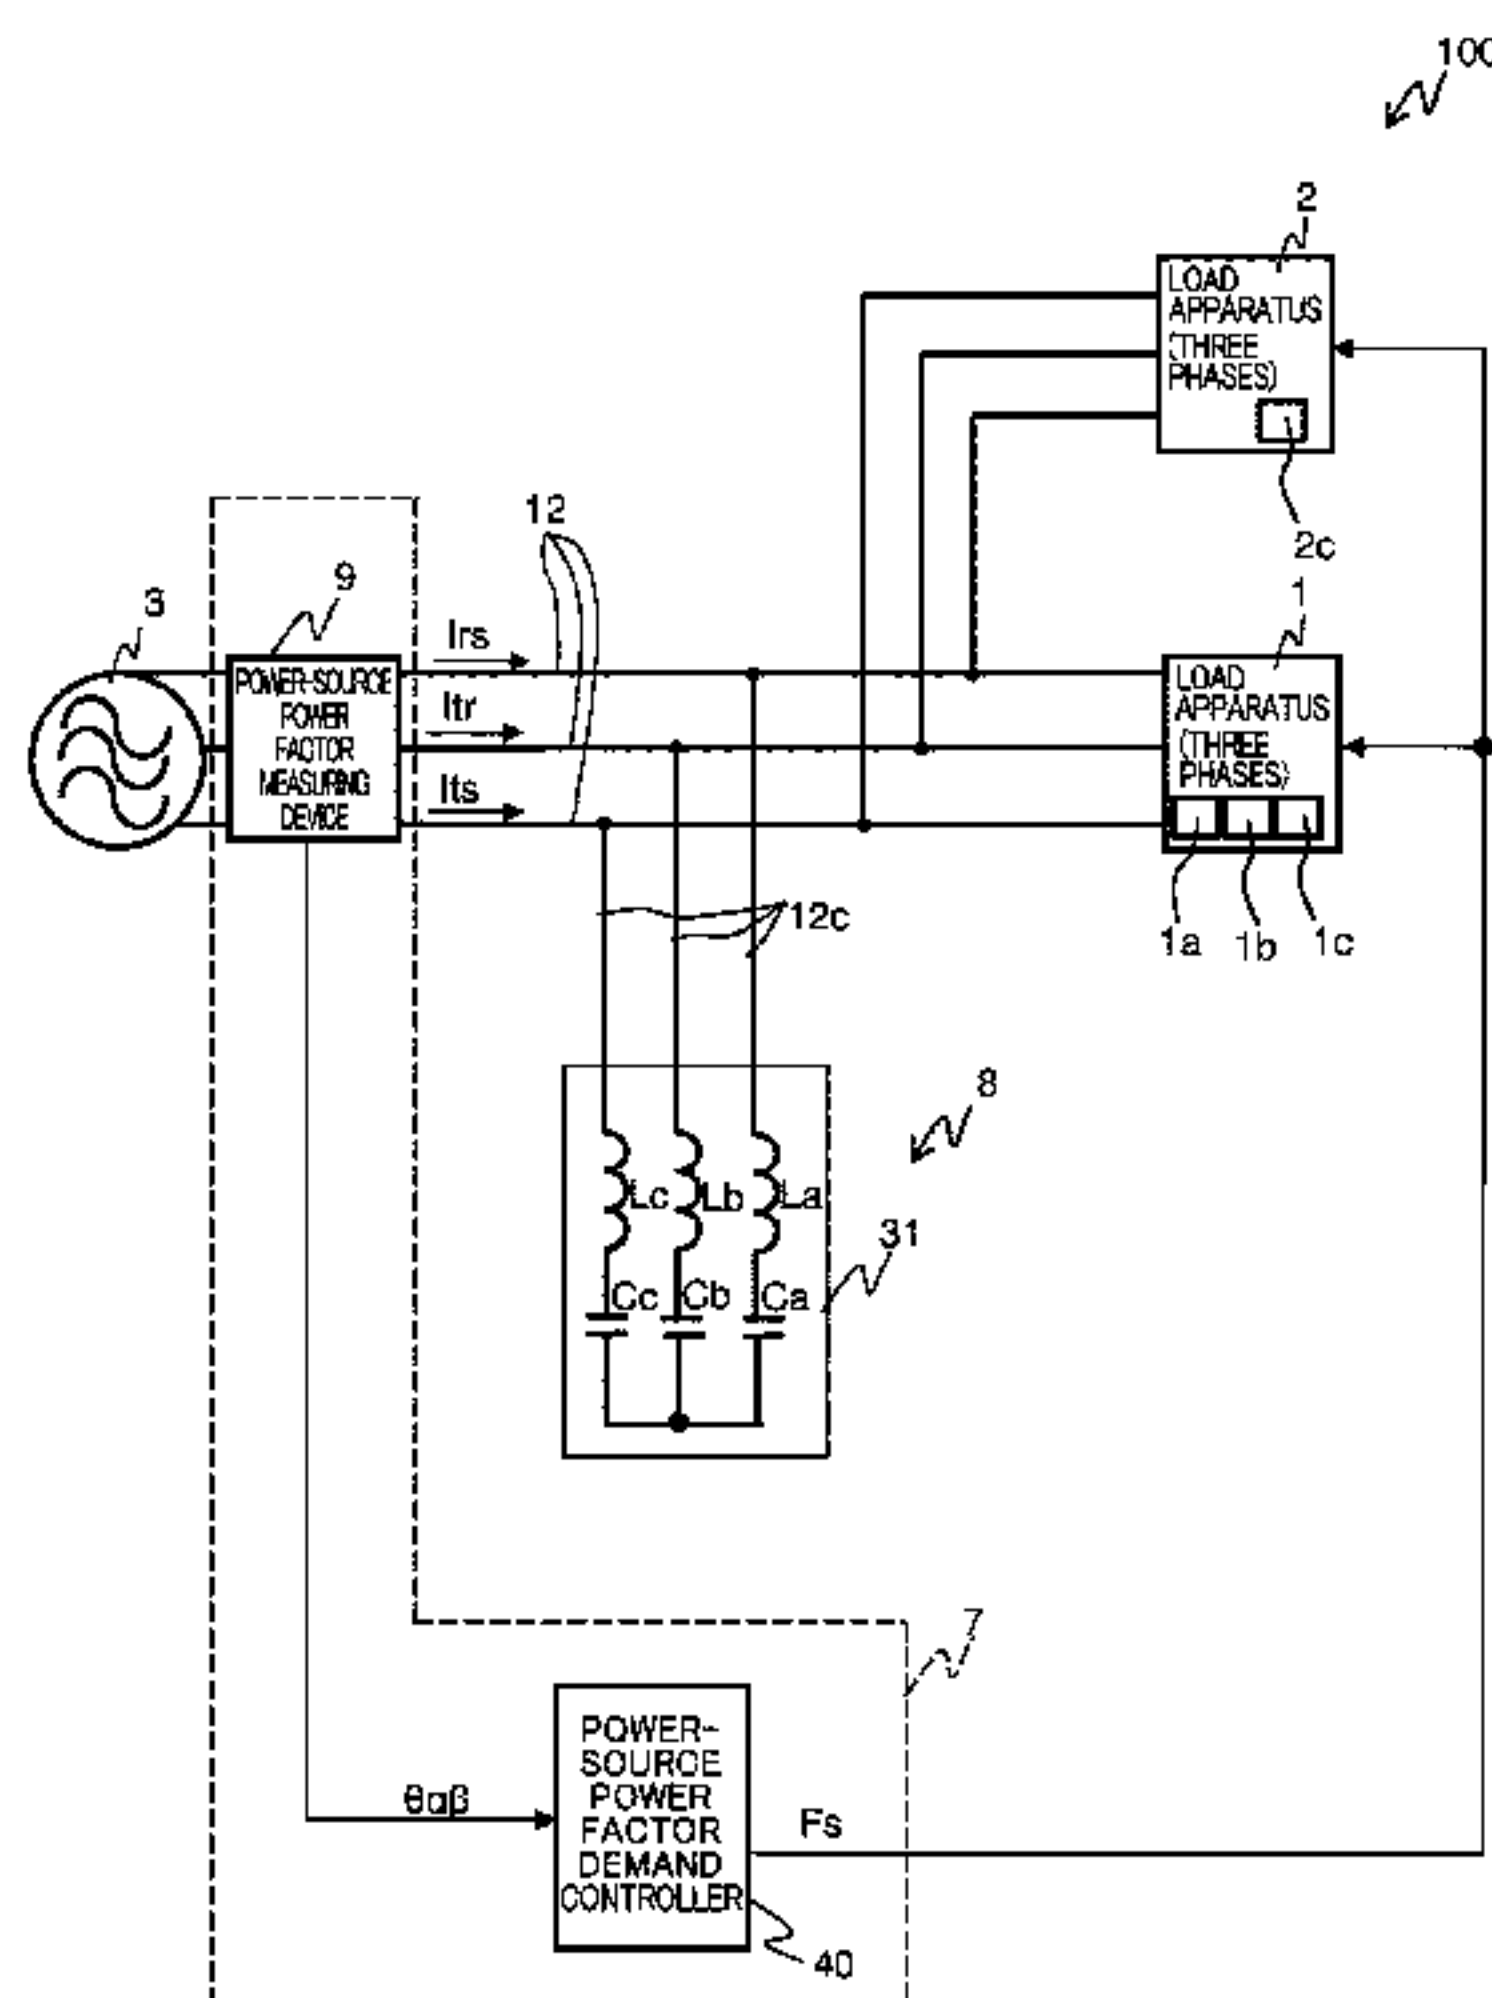 100
2
LOAD
APPARATUS
(THREE
PHASES)
2c
12
9
3
1
Irs
POWER-SOURCE
POWER
FACTOR
MEASURING
DEVICE
Itr
Its
LOAD
APPARATUS
(THREE
PHASES)
12c
1a
1b
1c
8
Lc
Lb
La
31
Cc
Cb
Ca
7
POWER-
SOURCE
POWER
FACTOR
DEMAND
CONTROLLER
θαβ
Fs
40